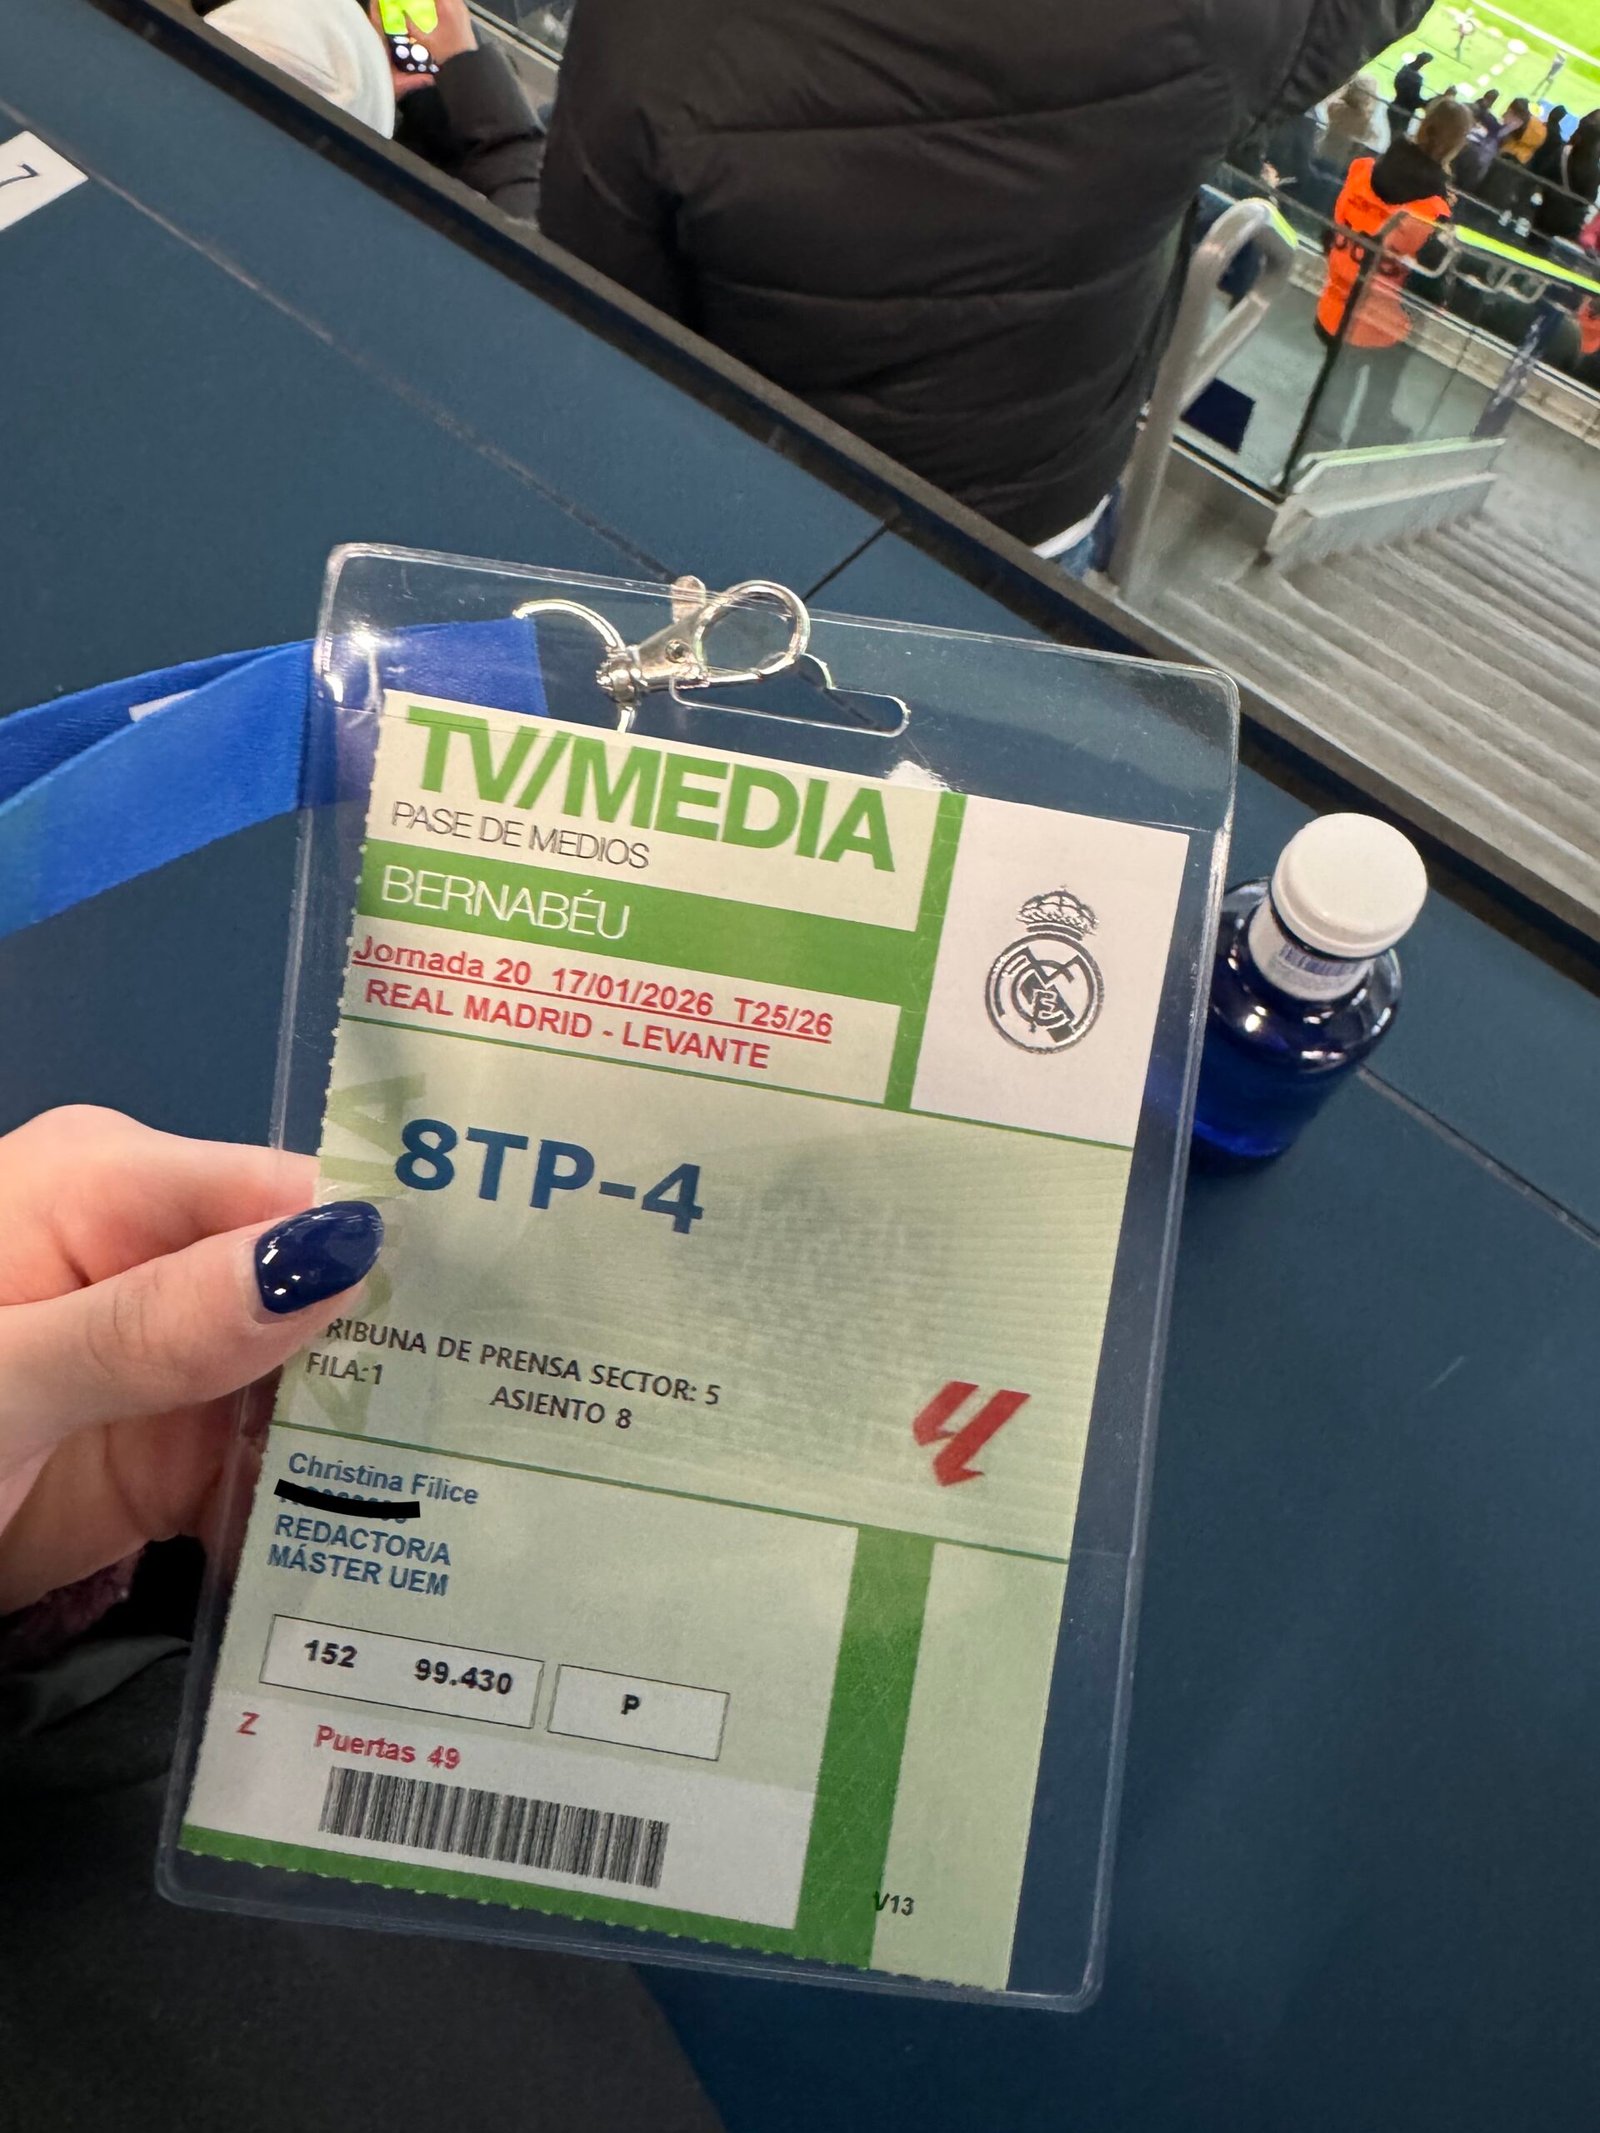 7
TV/MEDIA
PASE DE MEDIOS
BERNABÉU
Jornada 20 17/01/2026 T25/26
REAL MADRID - LEVANTE
8TP-4
RIBUNA DE PRENSA SECTOR: 5
FILA:1
ASIENTO 8
Christina Filice
REDACTOR/A
MÁSTER UEM
152 99.430 P
Z Puertas 49
V13